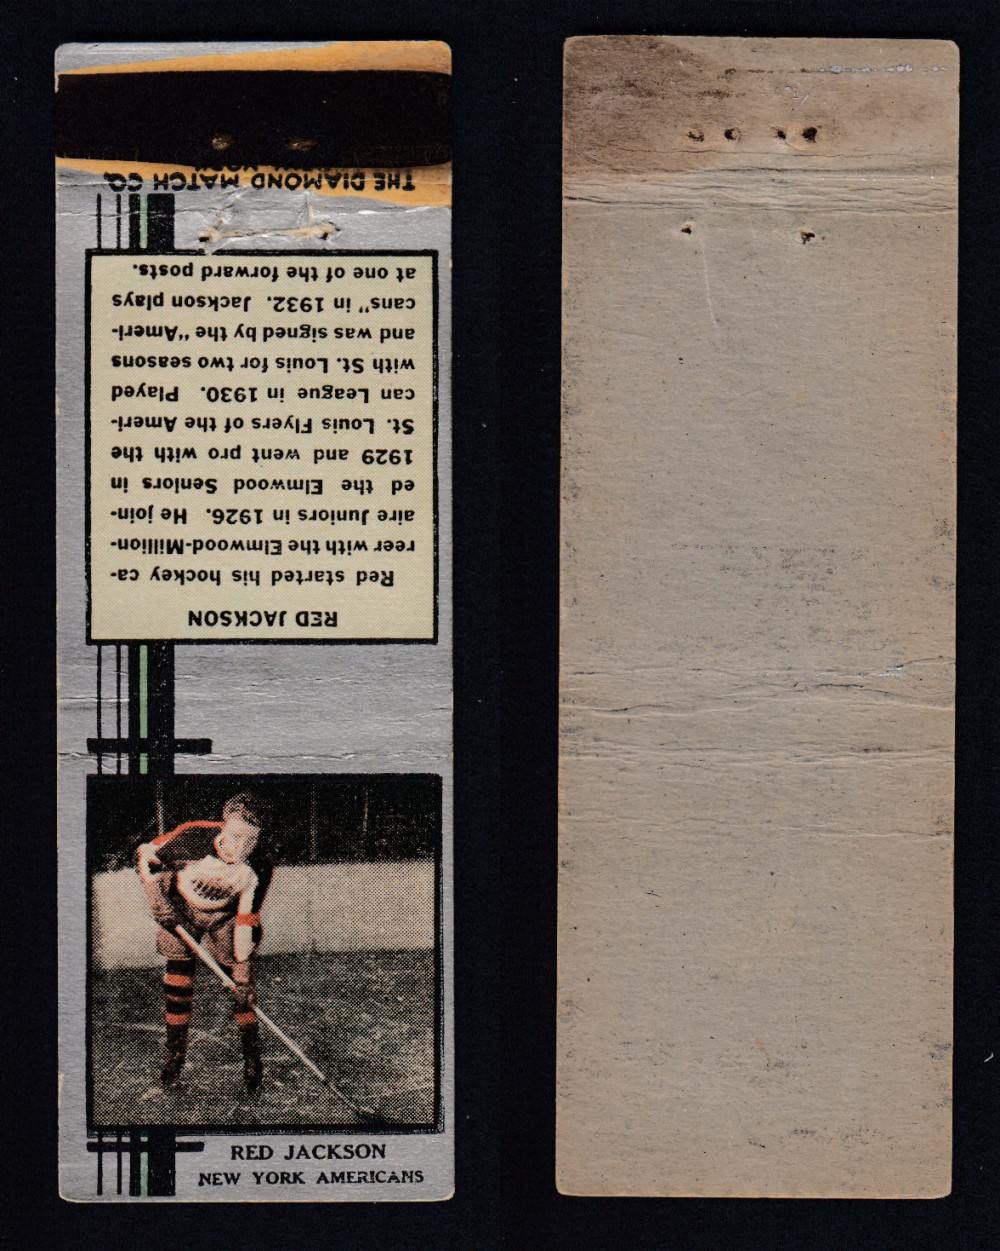 THE DIAMOND MATCH CO.
RED JACKSON
Red started his hockey ca-
reer with the Elmwood-Million-
aire Juniors in 1926. He join-
ed the Elmwood Seniors in
1929 and went pro with the
St. Louis Flyers of the Ameri-
can League in 1930. Played
with St. Louis for two seasons
and was signed by the "Ameri-
cans" in 1932. Jackson plays
at one of the forward posts.
RED JACKSON
NEW YORK AMERICANS